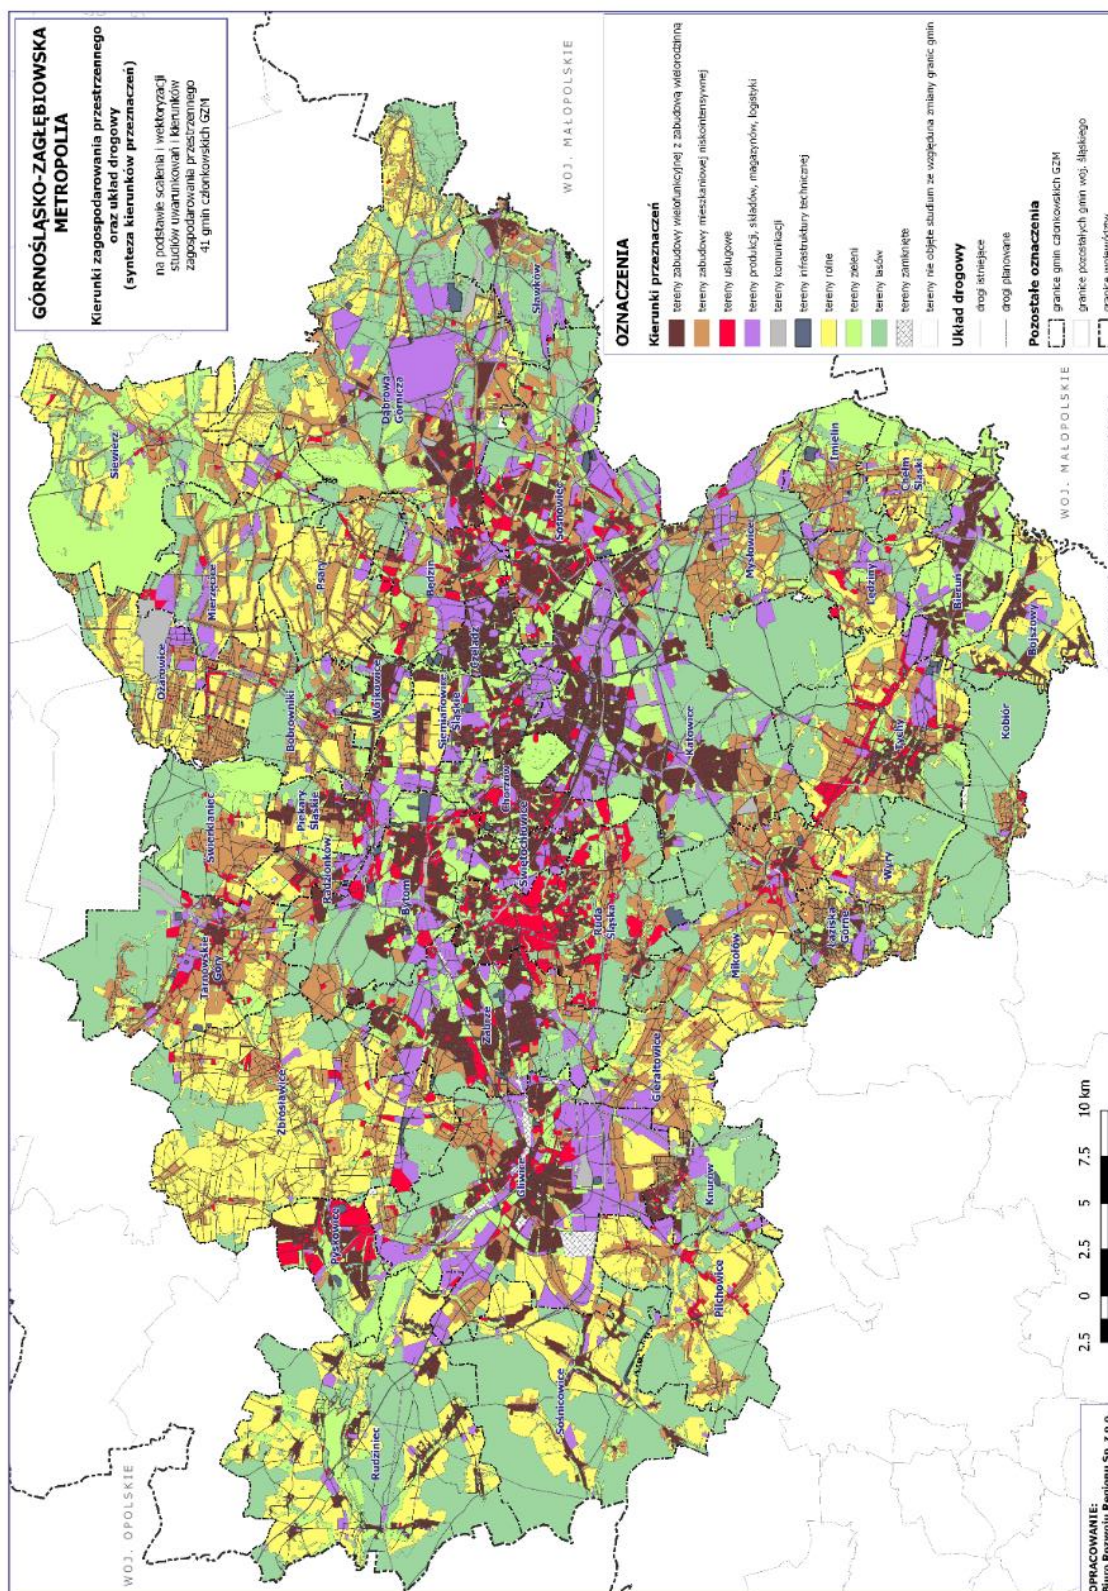 GÓRNOŚLĄSKO-ZAGŁĘBIOWSKA
METROPOLIA
Kierunki zagospodarowania przestrzennego
oraz układ drogowy
(synteza kierunków przeznaczeń)
na podstawie scalenia i wektoryzacji
studiów uwarunkowań i kierunków
zagospodarowania przestrzennego
41 gmin członkowskich GZM
WOJ. OPOLSKIE
WOJ. MAŁOPOLSKIE
WOJ. MAŁOPOLSKIE
Siewierz
Ożarowice
Mierzęcice
Świerklaniec
Tarnowskie
Góry
Zbrosławice
Bobrowniki
Psary
Dąbrowa
Górnicza
Piekary
Śląskie
Radzionków
Wojkowice
Będzin
Pyskowice
Rudziniec
Bytom
Siemianowice
Śląskie
Czeladź
Sławków
Zabrze
Chorzów
Świętochłowice
Sosnowiec
Gliwice
Sośnicowice
Ruda
Śląska
Katowice
Gierałtowice
Knurów
Pilchowice
Mikołów
Mysłowice
Łaziska
Górne
Wyry
Tychy
Lędziny
Imielin
Chełm
Śląski
Bieruń
Kobiór
Bojszowy
OZNACZENIA
Kierunki przeznaczeń
tereny zabudowy wielofunkcyjnej z zabudową wielorodzinną
tereny zabudowy mieszkaniowej niskointensywnej
tereny usługowe
tereny produkcji, składów, magazynów, logistyki
tereny komunikacji
tereny infrastruktury technicznej
tereny rolne
tereny zieleni
tereny lasów
tereny zamknięte
tereny nie objęte studium ze względuna zmiany granic gmin
Układ drogowy
drogi istniejące
drogi planowane
Pozostałe oznaczenia
granice gmin członkowskich GZM
granice pozostałych gmin woj. śląskiego
granice województw
2.5 0 2.5 5 7.5 10 km
OPRACOWANIE:
Biuro Rozwoju Regionu Sp. z o.o.